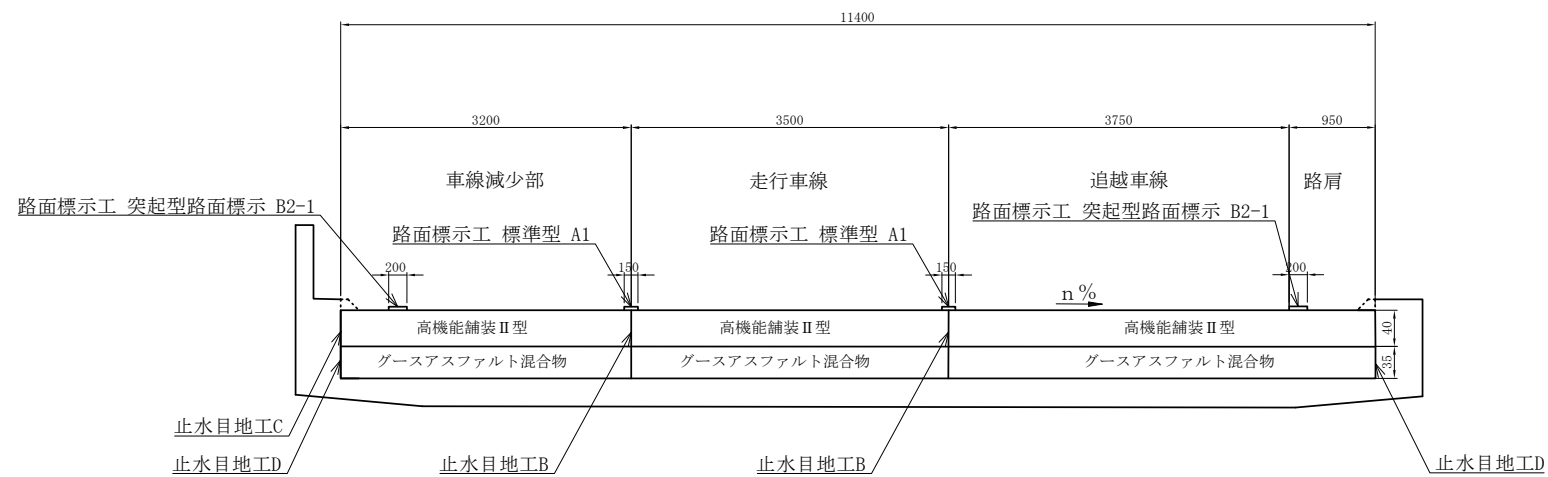 11400
3200
3500
3750
950
車線減少部
走行車線
追越車線
路肩
路面標示工 突起型路面標示 B2-1
路面標示工 標準型 A1
路面標示工 標準型 A1
路面標示工 突起型路面標示 B2-1
200
150
150
200
n%
高機能舗装Ⅱ型
高機能舗装Ⅱ型
高機能舗装Ⅱ型
40
グースアスファルト混合物
グースアスファルト混合物
グースアスファルト混合物
35
止水目地工C
止水目地工D
止水目地工B
止水目地工B
止水目地工D